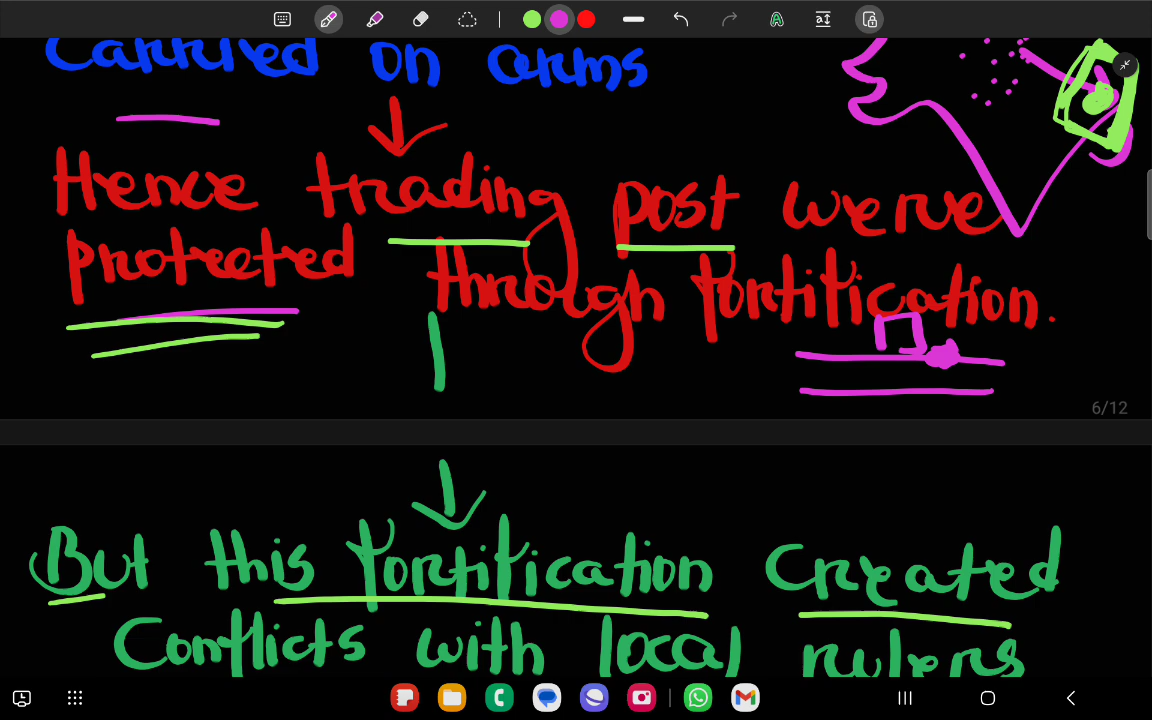 Carried on arms
Hence trading post were
protected through fortification.
6/12
But this fortification created
Conflicts with local rulers